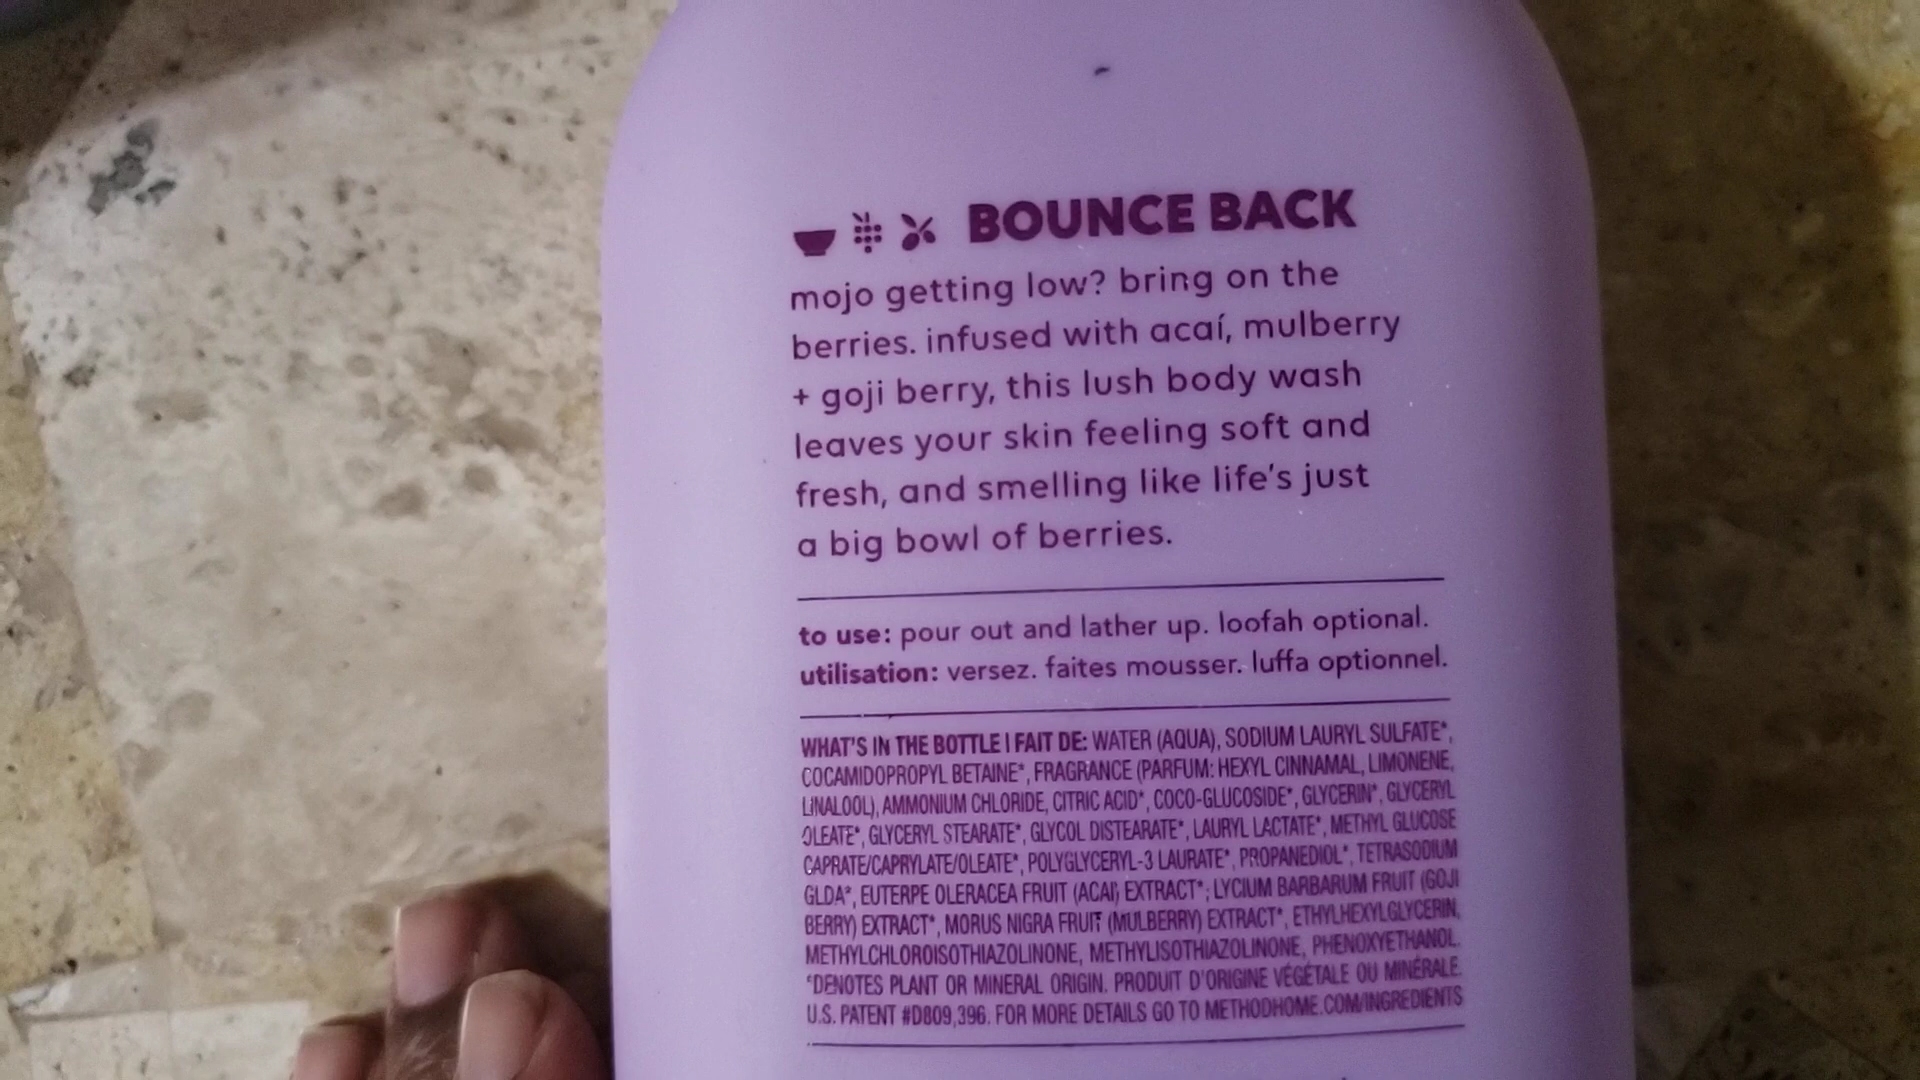 BOUNCE BACK
mojo getting low? bring on the
berries. infused with acaí, mulberry
+ goji berry, this lush body wash
leaves your skin feeling soft and
fresh, and smelling like life's just
a big bowl of berries.
to use: pour out and lather up. loofah optional.
utilisation: versez. faites mousser. luffa optionnel.
WHAT'S IN THE BOTTLE I FAIT DE: WATER (AQUA), SODIUM LAURYL SULFATE*,
COCAMIDOPROPYL BETAINE*, FRAGRANCE (PARFUM: HEXYL CINNAMAL, LIMONENE,
LINALOOL), AMMONIUM CHLORIDE, CITRIC ACID*, COCO-GLUCOSIDE*, GLYCERIN*, GLYCERYL
OLEATE*, GLYCERYL STEARATE*, GLYCOL DISTEARATE*, LAURYL LACTATE*, METHYL GLUCOSE
CAPRATE/CAPRYLATE/OLEATE*, POLYGLYCERYL-3 LAURATE*, PROPANEDIOL*, TETRASODIUM
GLDA*, EUTERPE OLERACEA FRUIT (ACAI) EXTRACT*; LYCIUM BARBARUM FRUIT (GOJI
BERRY) EXTRACT*, MORUS NIGRA FRUIT (MULBERRY) EXTRACT*, ETHYLHEXYLGLYCERIN,
METHYLCHLOROISOTHIAZOLINONE, METHYLISOTHIAZOLINONE, PHENOXYETHANOL.
*DENOTES PLANT OR MINERAL ORIGIN. PRODUIT D'ORIGINE VÉGÉTALE OU MINÉRALE.
U.S. PATENT #D809,396. FOR MORE DETAILS GO TO METHODHOME.COM/INGREDIENTS